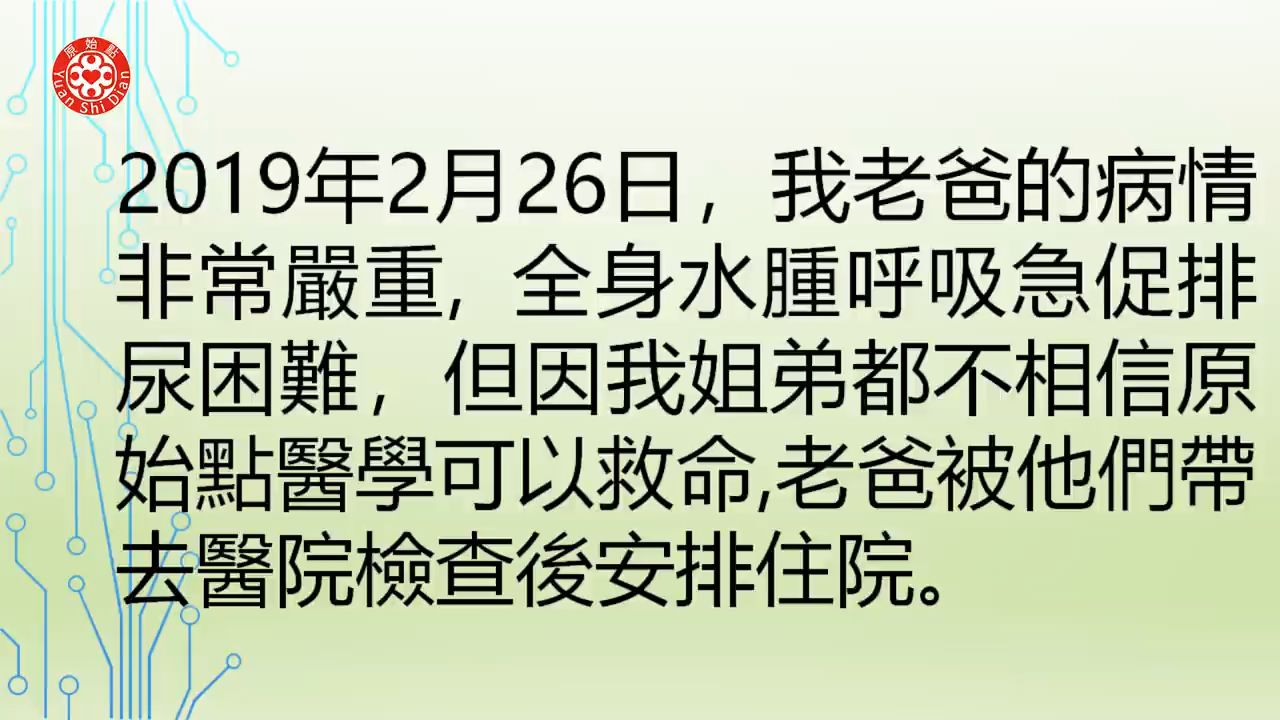 原始點
Yuan Shi Dian
2019年2月26日，我老爸的病情
非常嚴重，全身水腫呼吸急促排
尿困難，但因我姐弟都不相信原
始點醫學可以救命,老爸被他們帶
去醫院檢查後安排住院。